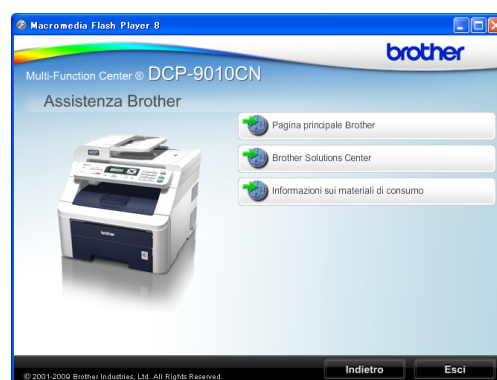 Macromedia Flash Player 8
brother
Multi-Function Center ® DCP-9010CN
Assistenza Brother
Pagina principale Brother
Brother Solutions Center
Informazioni sui materiali di consumo
brother
Indietro
Esci
© 2001-2009 Brother Industries, Ltd. All Rights Reserved.